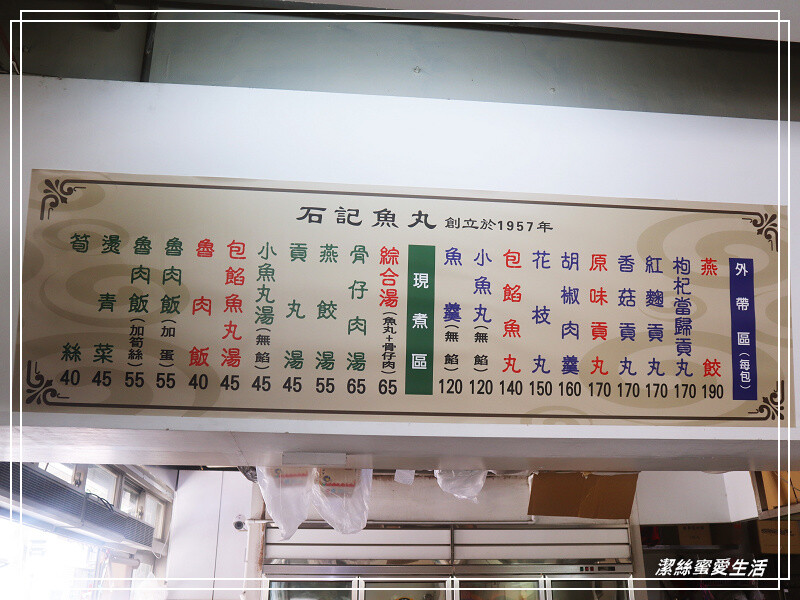 石記魚丸 創立於1957年
外帶區(每包)
燕餃 190
枸杞當歸貢丸 170
紅麴貢丸 170
香菇貢丸 170
原味貢丸 170
胡椒肉羹 160
花枝丸 150
包餡魚丸 140
小魚丸(無餡) 120
魚羹(無餡) 120
現煮區
綜合湯(魚丸+骨仔肉) 65
骨仔肉湯 65
燕餃湯 55
貢丸湯 45
小魚丸湯(無餡) 45
包餡魚丸湯 45
魯肉飯 40
魯肉飯(加蛋) 55
魯肉飯(加筍絲) 55
燙青菜 45
筍絲 40
潔絲蜜愛生活